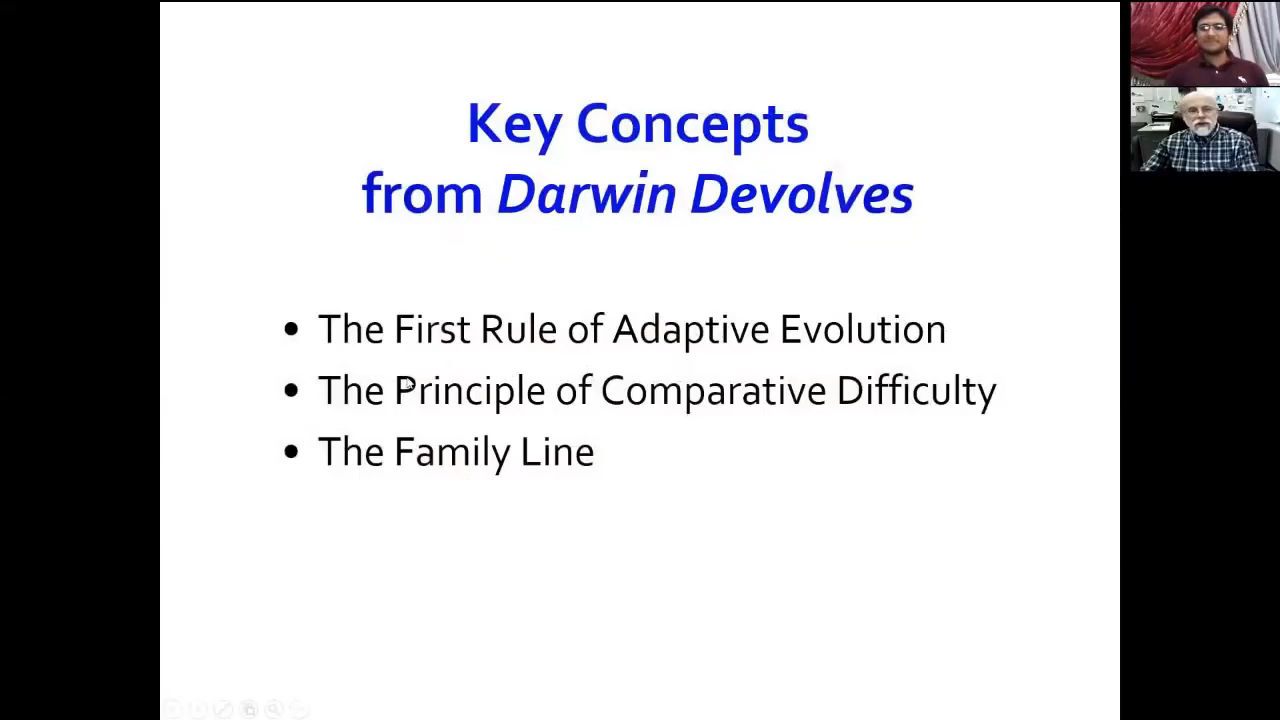 Key Concepts
from Darwin Devolves
• The First Rule of Adaptive Evolution
• The Principle of Comparative Difficulty
• The Family Line